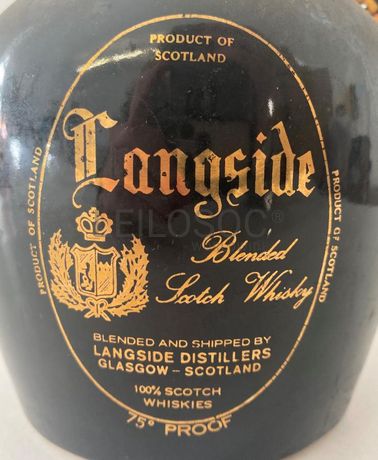 PRODUCT OF
SCOTLAND
PRODUCT OF SCOTLAND
Langside
PRODUCT OF SCOTLAND
Blended
Scotch Whisky
BLENDED AND SHIPPED BY
LANGSIDE DISTILLERS
GLASGOW - SCOTLAND
100% SCOTCH
WHISKIES
75° PROOF